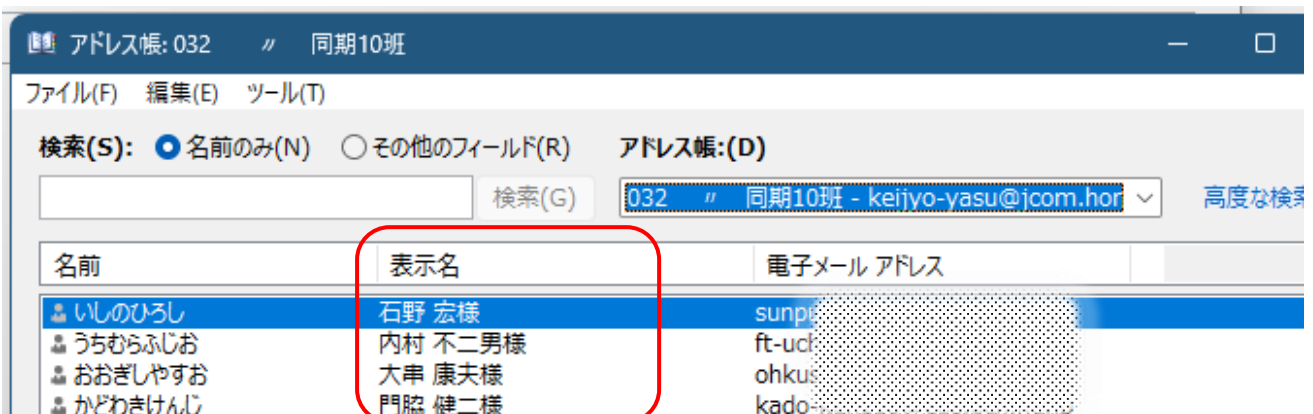 アドレス帳: 032 〃 同期10班
ファイル(F) 編集(E) ツール(T)
検索(S): 名前のみ(N) その他のフィールド(R) アドレス帳:(D)
検索(G) 032 〃 同期10班 - keijyo-yasu@jcom.hor 高度な検索
名前 表示名 電子メール アドレス
いしのひろし 石野 宏様
うちむらふじお 内村 不二男様 ft-uch
おおぎしやすお 大串 康夫様 ohkus
かどわきけんじ 門脇 健二様 kado-